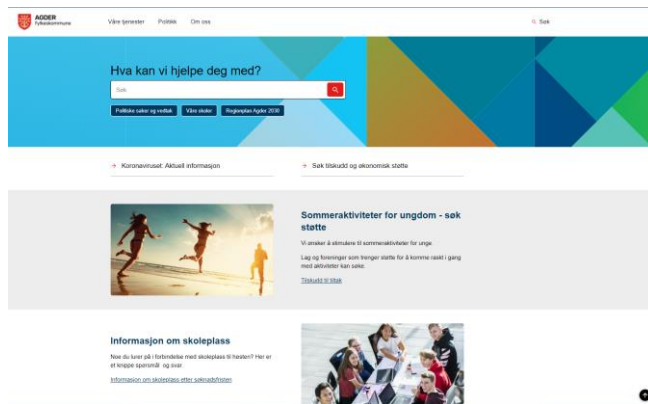 AGDER
fylkeskommune
Våre tjenester Politikk Om oss
Søk
Hva kan vi hjelpe deg med?
Søk
Politiske saker og vedtak Våre skoler Regionplan Agder 2030
Koronaviruset: Aktuell informasjon
Søk tilskudd og økonomisk støtte
Sommeraktiviteter for ungdom - søk
støtte
Vi ønsker å stimulere til sommeraktiviteter for unge.
Lag og foreninger som trenger støtte for å komme raskt i gang
med aktiviteter kan søke.
Tilskudd til tiltak
Informasjon om skoleplass
Noe du lurer på i forbindelse med skoleplass til høsten? Her er
et knippe spørsmål og svar.
Informasjon om skoleplass etter søknadsfristen